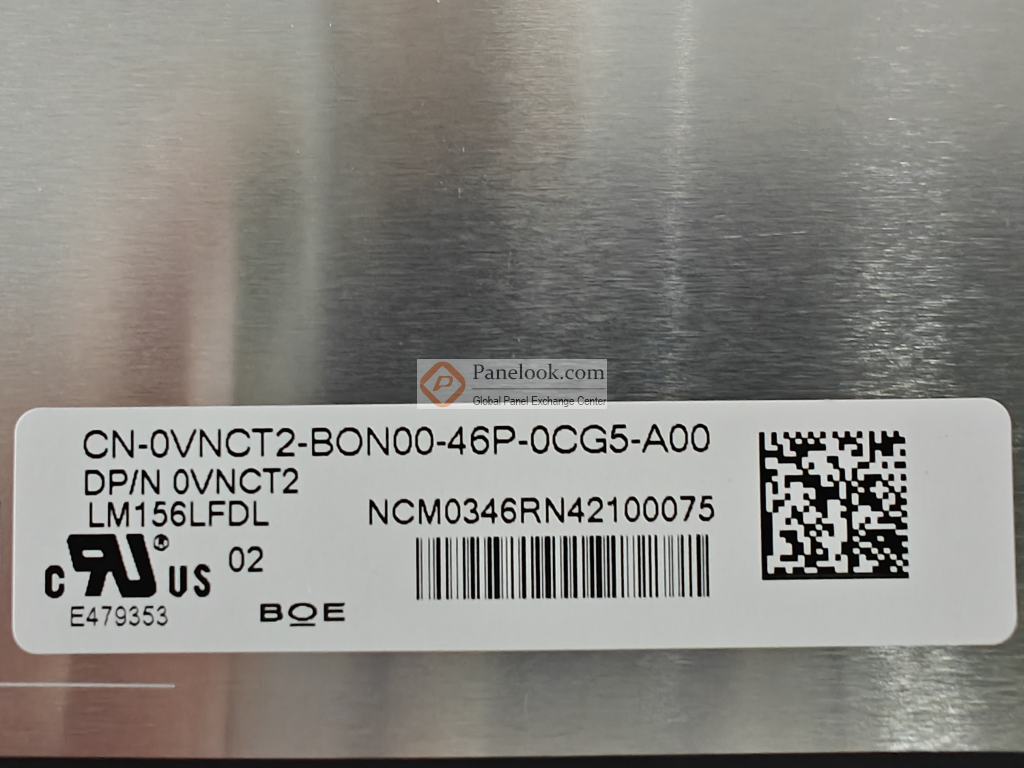 Panelook.com
Global Panel Exchange Center
CN-0VNCT2-BON00-46P-0CG5-A00
DP/N 0VNCT2
LM156LFDL
NCM0346RN42100075
C RU ® US
02
E479353
BOE